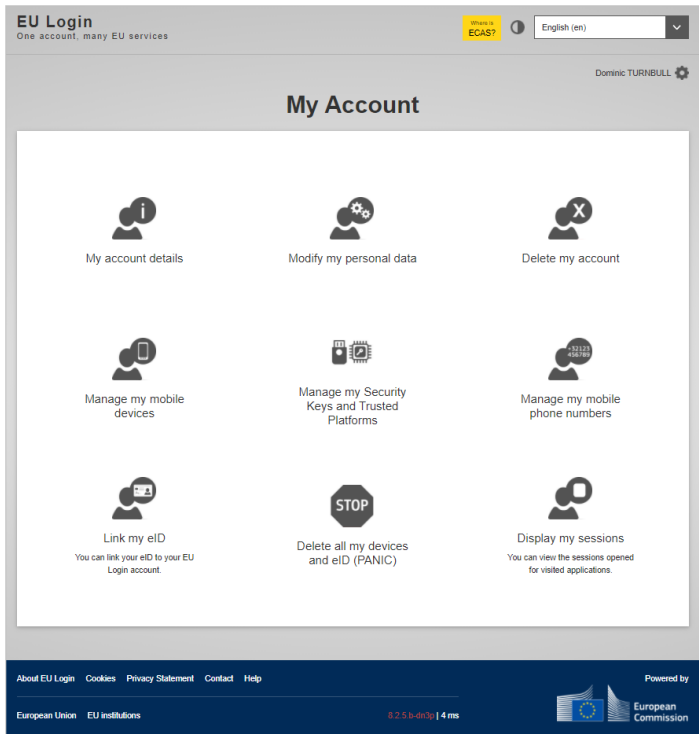 EU Login
One account, many EU services
Where is
ECAS?
English (en)
Dominic TURNBULL
My Account
i
My account details
Modify my personal data
X
Delete my account
Manage my mobile
devices
Manage my Security
Keys and Trusted
Platforms
+32123
456789
Manage my mobile
phone numbers
Link my eID
You can link your eID to your EU
Login account.
STOP
Delete all my devices
and eID (PANIC)
Display my sessions
You can view the sessions opened
for visited applications.
About EU Login Cookies Privacy Statement Contact Help
Powered by
European Union EU institutions
8.2.5.b-dn3p | 4 ms
European
Commission